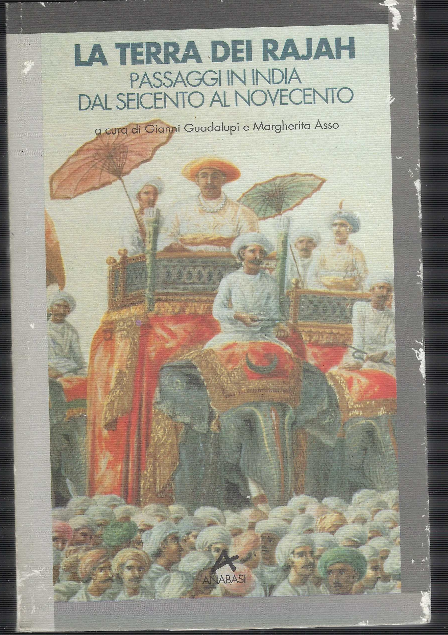 LA TERRA DEI RAJAH
PASSAGGI IN INDIA
DAL SEICENTO AL NOVECENTO
a cura di Gianni Guadalupi e Margherita Asso
ANABASI